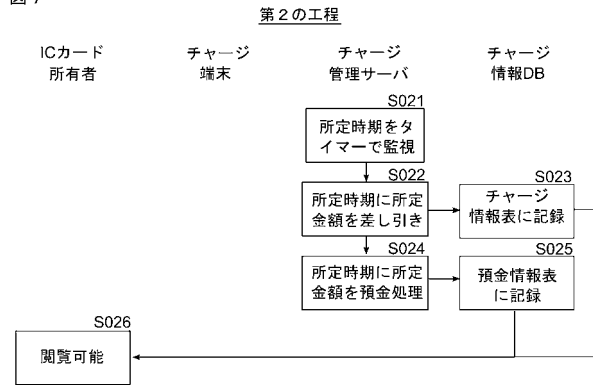 図7
第2の工程
ICカード
所有者
チャージ
端末
チャージ
管理サーバ
チャージ
情報DB
S021
所定時期をタ
イマーで監視
S022
所定時期に所定
金額を差し引き
S023
チャージ
情報表に記録
S024
所定時期に所定
金額を預金処理
S025
預金情報表
に記録
S026
閲覧可能